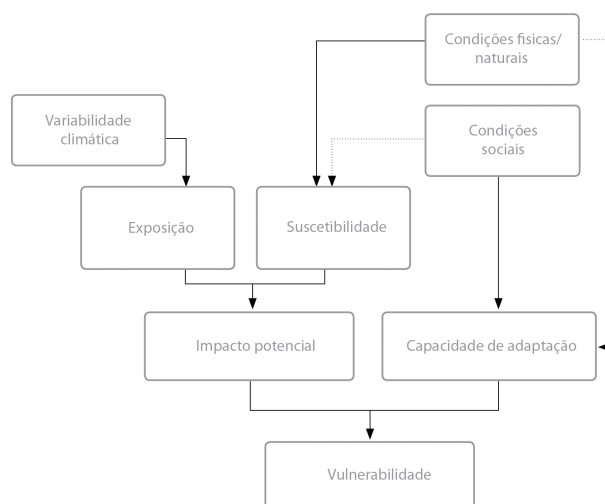 Condições fisicas/
naturais
Variabilidade
climática
Condições
sociais
Exposição
Suscetibilidade
Impacto potencial
Capacidade de adaptação
Vulnerabilidade